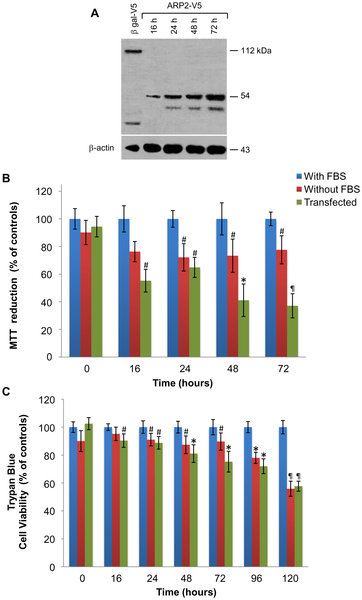 A
β gal-V5
ARP2-V5
16 h
24 h
48 h
72 h
112 kDa
54
β-actin
43
B
With FBS
Without FBS
Transfected
MTT reduction (% of controls)
120
100
80
60
40
20
0
#
#
#
#
*
#
¶
0 16 24 48 72
Time (hours)
C
Trypan Blue
Cell Viability (% of controls)
120
100
80
60
40
20
0
#
#
#
#
*
#
*
*
*
¶
¶
0 16 24 48 72 96 120
Time (hours)